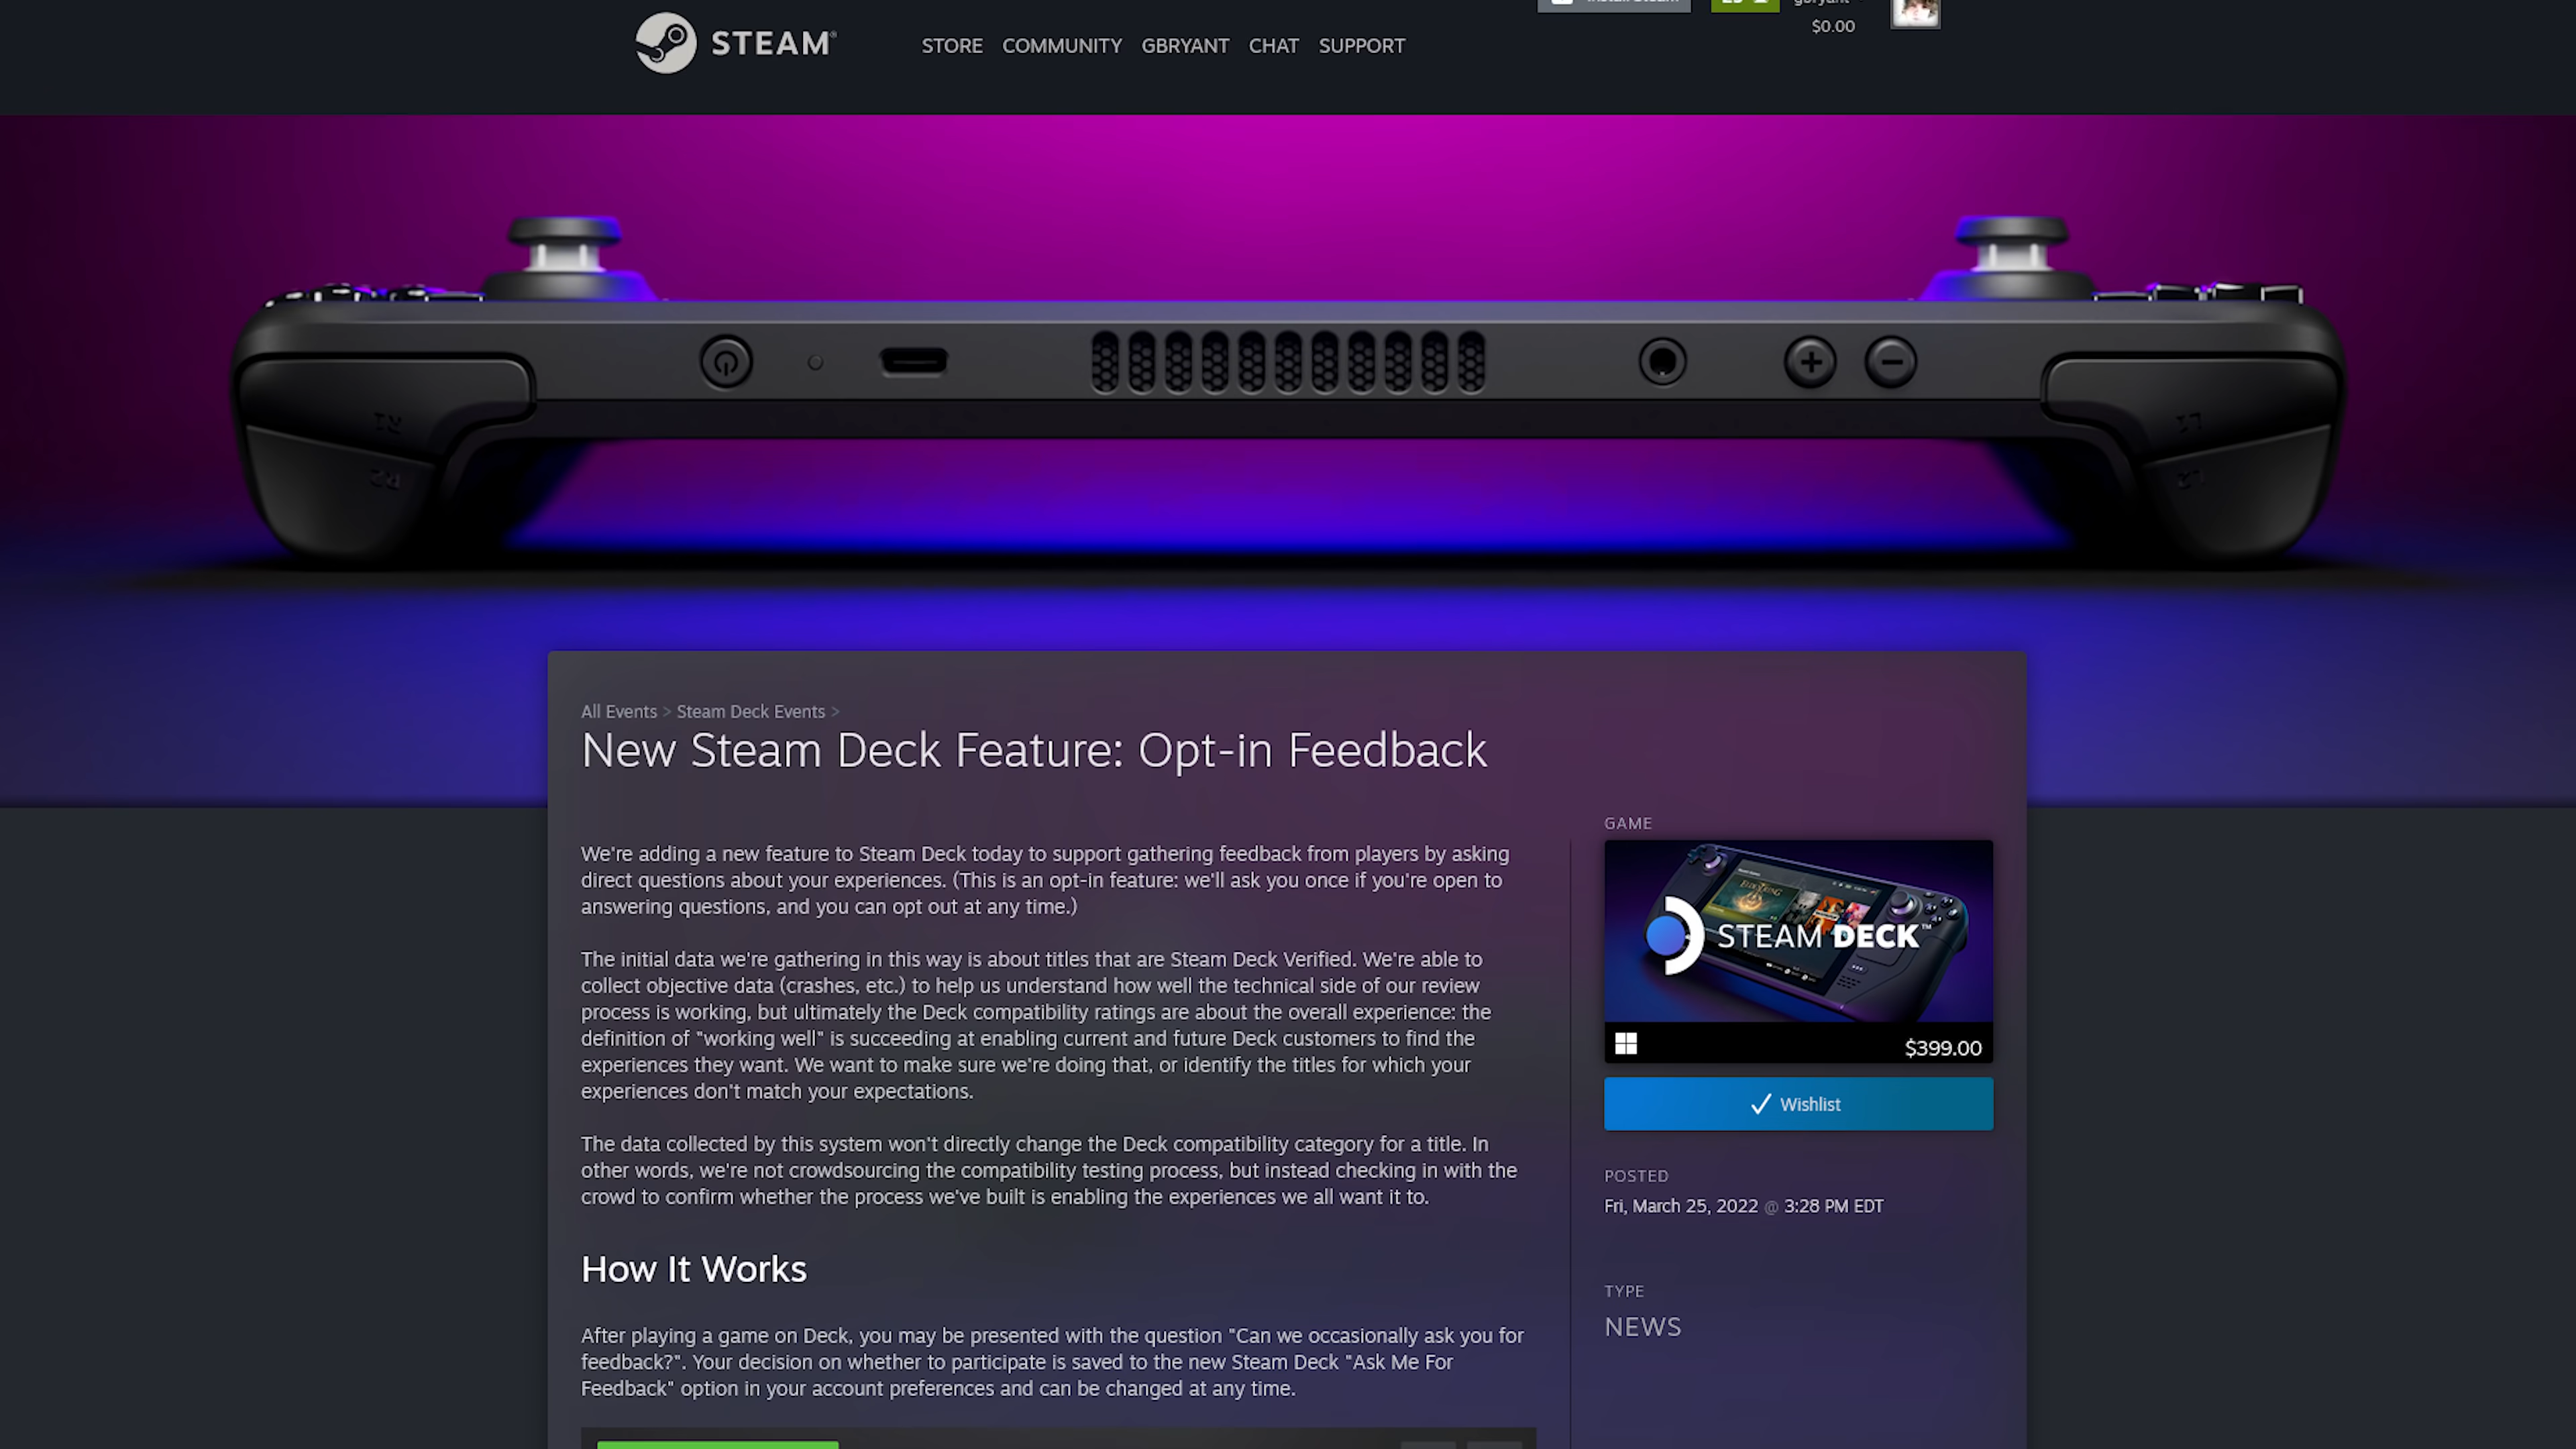 STEAM®
STORE COMMUNITY GBRYANT CHAT SUPPORT
$0.00
R1
R2
L1
All Events > Steam Deck Events >
New Steam Deck Feature: Opt-in Feedback
We're adding a new feature to Steam Deck today to support gathering feedback from players by asking
direct questions about your experiences. (This is an opt-in feature: we'll ask you once if you're open to
answering questions, and you can opt out at any time.)
The initial data we're gathering in this way is about titles that are Steam Deck Verified. We're able to
collect objective data (crashes, etc.) to help us understand how well the technical side of our review
process is working, but ultimately the Deck compatibility ratings are about the overall experience: the
definition of "working well" is succeeding at enabling current and future Deck customers to find the
experiences they want. We want to make sure we're doing that, or identify the titles for which your
experiences don't match your expectations.
The data collected by this system won't directly change the Deck compatibility category for a title. In
other words, we're not crowdsourcing the compatibility testing process, but instead checking in with the
crowd to confirm whether the process we've built is enabling the experiences we all want it to.
How It Works
After playing a game on Deck, you may be presented with the question "Can we occasionally ask you for
feedback?". Your decision on whether to participate is saved to the new Steam Deck "Ask Me For
Feedback" option in your account preferences and can be changed at any time.
GAME
ELDEN RING
STEAM DECK™
$399.00
Wishlist
POSTED
Fri, March 25, 2022 @ 3:28 PM EDT
TYPE
NEWS